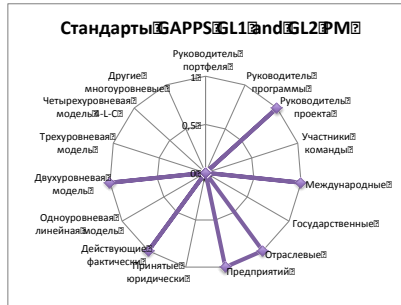 Стандарты GAPPS GL1 and GL2 PM
Руководитель
портфеля
Руководитель
программы
Руководитель
проекта
Участники
команды
Международные
Государственные
Отраслевые
Предприятий
Принятые
юридически
Действующие
фактически
Одноуровневая
линейная модель
Двухуровневая
модель
Трехуровневая
модель
Четырехуровневая
модель 4-L-C
Другие
многоуровневые
1
0,5
0